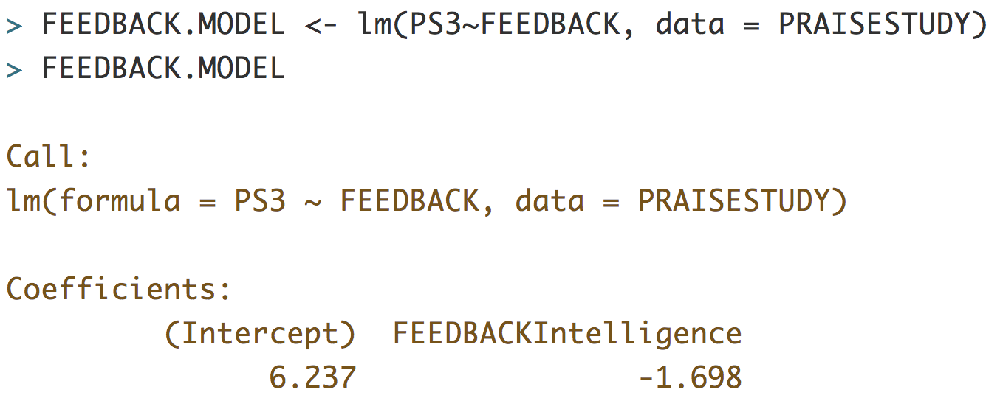 > FEEDBACK.MODEL <- lm(PS3~FEEDBACK, data = PRAISESTUDY)
> FEEDBACK.MODEL
Call:
lm(formula = PS3 ~ FEEDBACK, data = PRAISESTUDY)
Coefficients:
(Intercept) FEEDBACKIntelligence
6.237 -1.698